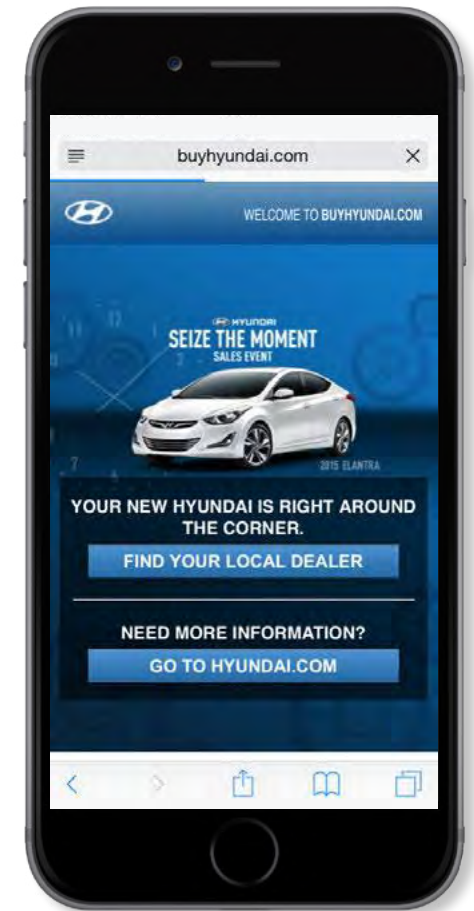 buyhyundai.com
WELCOME TO BUYHYUNDAI.COM
HYUNDAI
SEIZE THE MOMENT
SALES EVENT
2015 ELANTRA
YOUR NEW HYUNDAI IS RIGHT AROUND
THE CORNER.
FIND YOUR LOCAL DEALER
NEED MORE INFORMATION?
GO TO HYUNDAI.COM